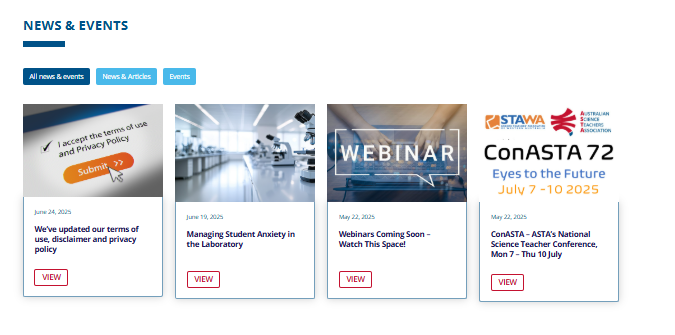 NEWS & EVENTS
All news & events
News & Articles
Events
I accept the terms of use
and Privacy Policy
Submit >>
WEBINAR
STAWA
AUSTRALIAN
SCIENCE
TEACHERS
ASSOCIATION
ConASTA 72
Eyes to the Future
July 7 -10 2025
June 24, 2025
We've updated our terms of
use, disclaimer and privacy
policy
VIEW
June 19, 2025
Managing Student Anxiety in
the Laboratory
VIEW
May 22, 2025
Webinars Coming Soon –
Watch This Space!
VIEW
May 22, 2025
ConASTA – ASTA's National
Science Teacher Conference,
Mon 7 – Thu 10 July
VIEW